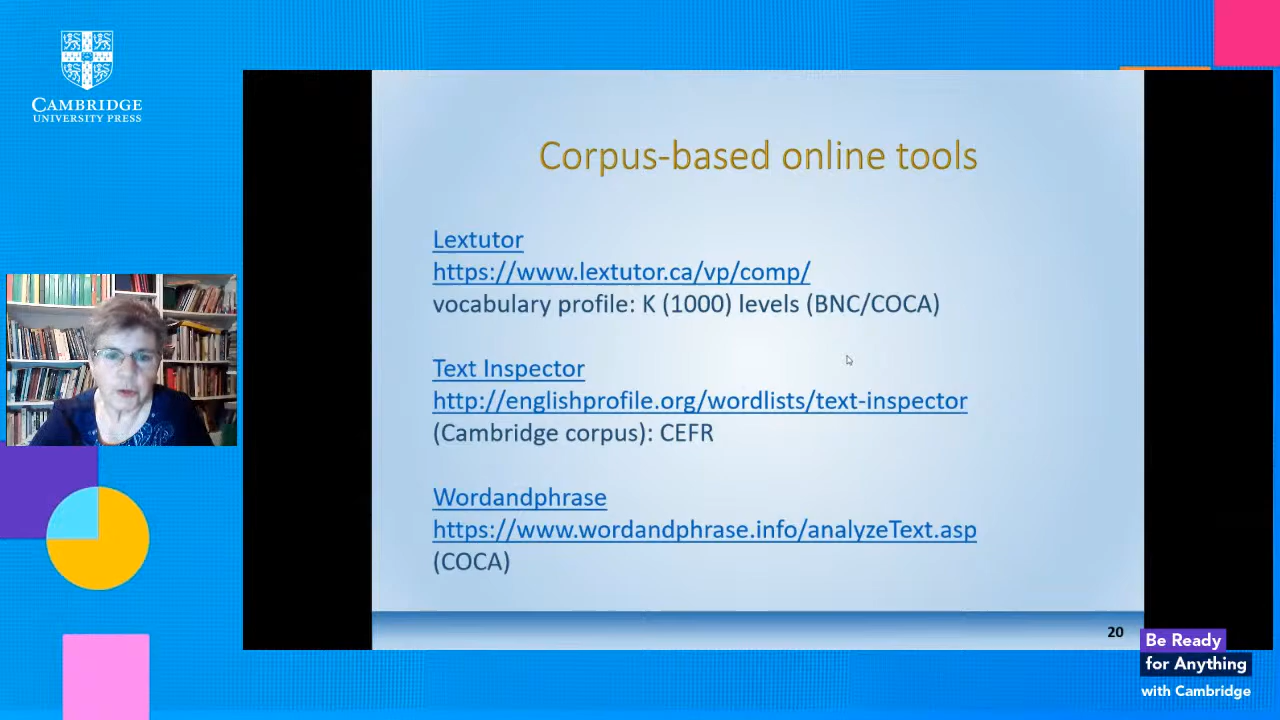 CAMBRIDGE
UNIVERSITY PRESS
Corpus-based online tools
Lextutor
https://www.lextutor.ca/vp/comp/
vocabulary profile: K (1000) levels (BNC/COCA)
Text Inspector
http://englishprofile.org/wordlists/text-inspector
(Cambridge corpus): CEFR
Wordandphrase
https://www.wordandphrase.info/analyzeText.asp
(COCA)
20
Be Ready
for Anything
with Cambridge